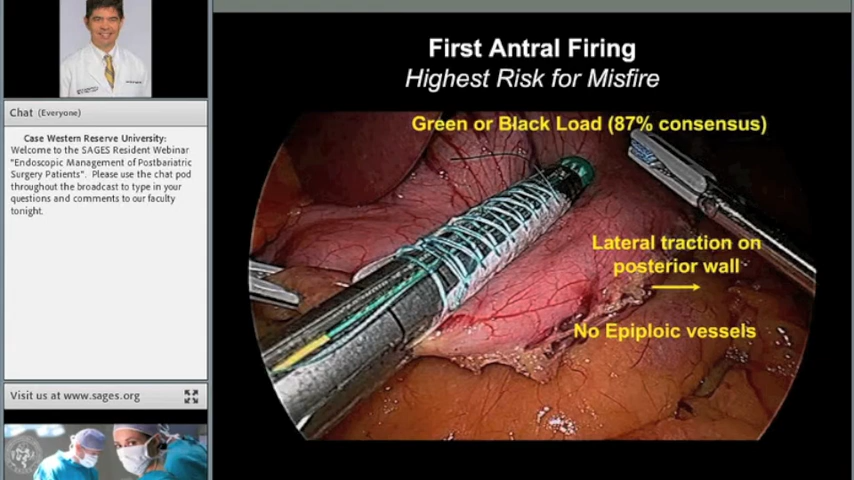 First Antral Firing
Highest Risk for Misfire
Green or Black Load (87% consensus)
Lateral traction on
posterior wall
No Epiploic vessels
Chat (Everyone)
Case Western Reserve University:
Welcome to the SAGES Resident Webinar
"Endoscopic Management of Postbariatric
Surgery Patients". Please use the chat pod
throughout the broadcast to type in your
questions and comments to our faculty
tonight.
Visit us at www.sages.org